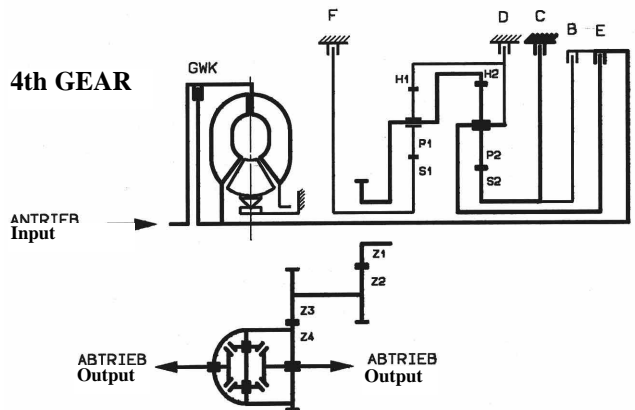 F
D
C
B
E
4th GEAR
GWK
H1
H2
P1
P2
S1
S2
ANTRIEB
Input
Z1
Z2
Z3
Z4
ABTRIEB
Output
ABTRIEB
Output